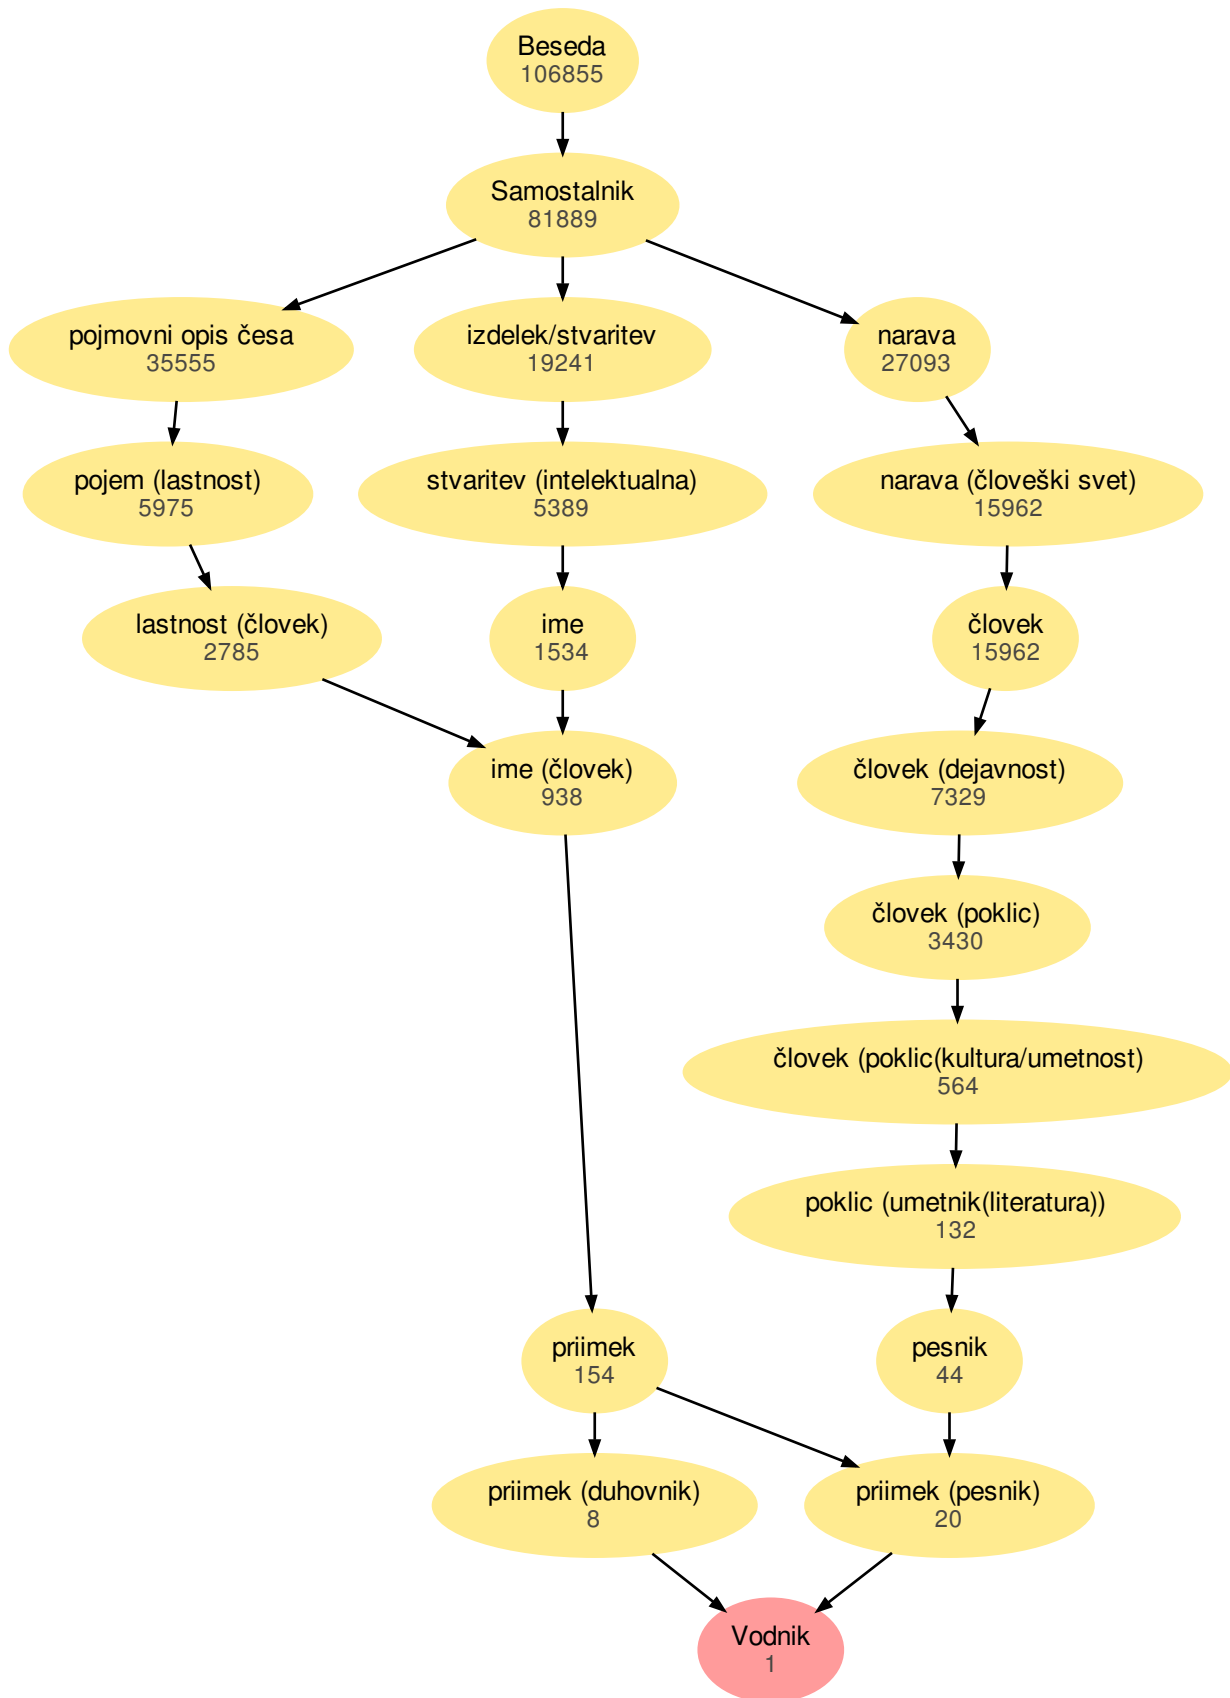 Beseda
106855
Samostalnik
81889
pojmovni opis česa
35555
izdelek/stvaritev
19241
narava
27093
pojem (lastnost)
5975
stvaritev (intelektualna)
5389
narava (človeški svet)
15962
lastnost (človek)
2785
ime
1534
človek
15962
ime (človek)
938
človek (dejavnost)
7329
človek (poklic)
3430
človek (poklic(kultura/umetnost)
564
poklic (umetnik(literatura))
132
priimek
154
pesnik
44
priimek (duhovnik)
8
priimek (pesnik)
20
Vodnik
1